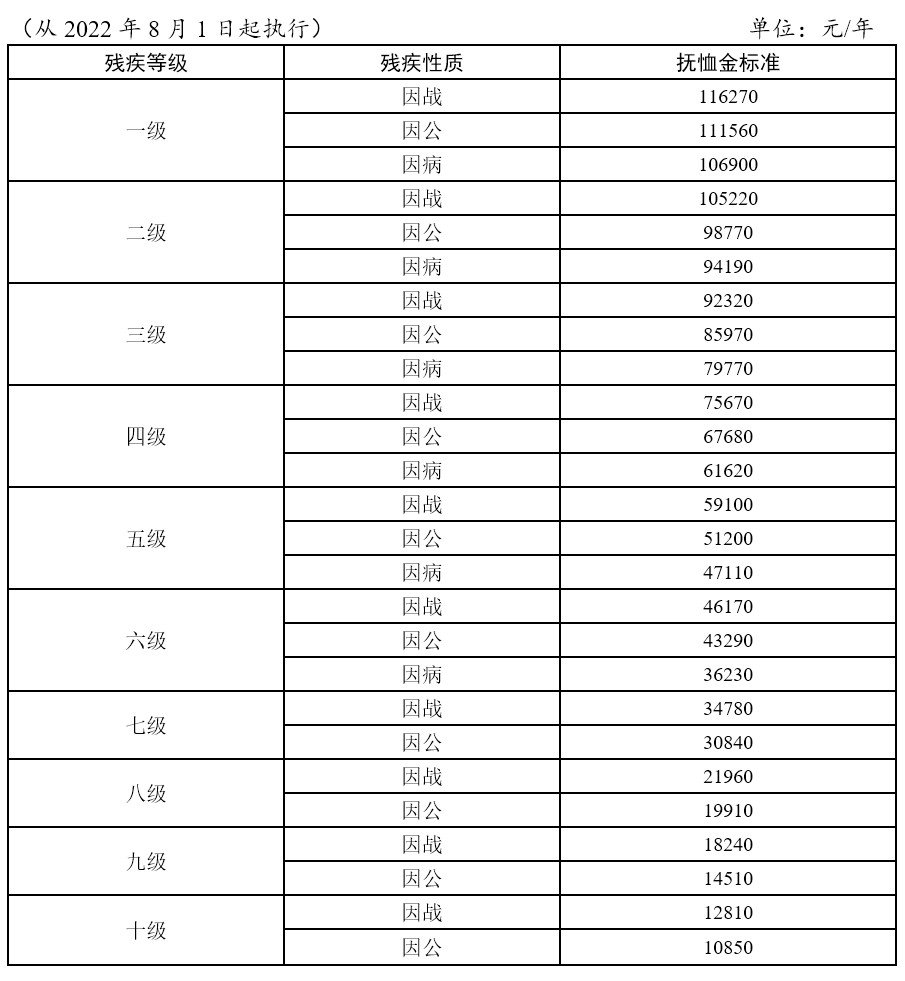 （从 2022 年 8 月 1 日起执行） 单位：元/年
残疾等级 残疾性质 抚恤金标准
一级 因战 116270
因公 111560
因病 106900
二级 因战 105220
因公 98770
因病 94190
三级 因战 92320
因公 85970
因病 79770
四级 因战 75670
因公 67680
因病 61620
五级 因战 59100
因公 51200
因病 47110
六级 因战 46170
因公 43290
因病 36230
七级 因战 34780
因公 30840
八级 因战 21960
因公 19910
九级 因战 18240
因公 14510
十级 因战 12810
因公 10850